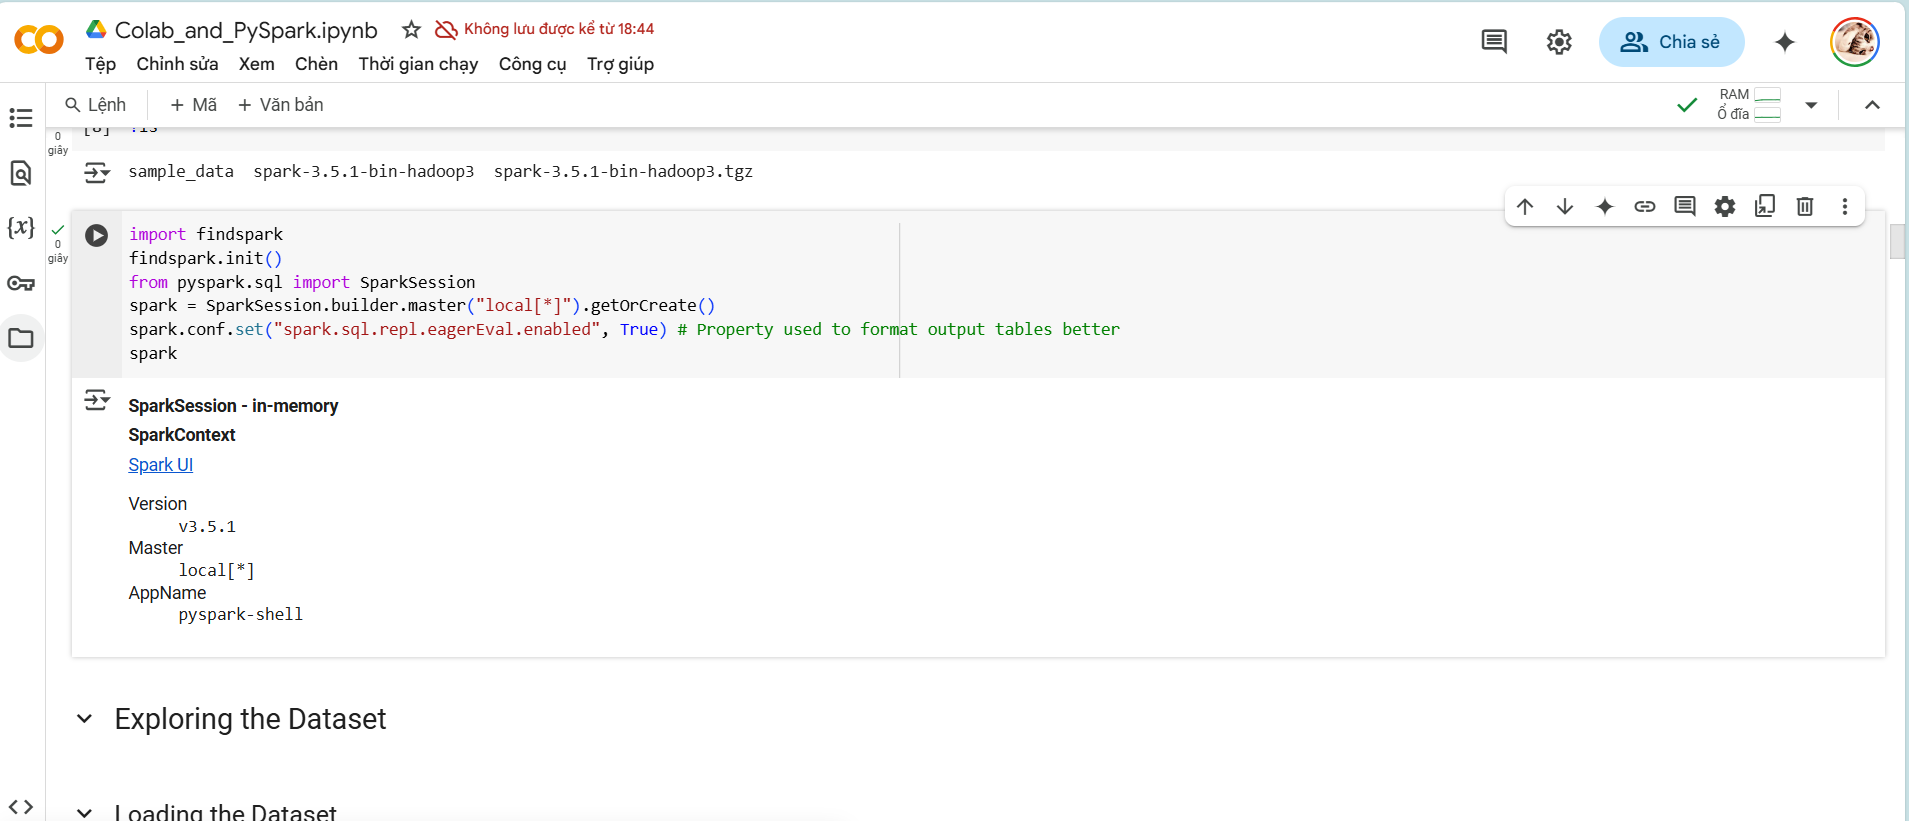 Colab_and_PySpark.ipynb
Không lưu được kể từ 18:44
Chia sẻ
Tệp Chỉnh sửa Xem Chèn Thời gian chạy Công cụ Trợ giúp
Lệnh + Mã + Văn bản
RAM
Ổ đĩa
[8] !ls
0
giây
sample_data spark-3.5.1-bin-hadoop3 spark-3.5.1-bin-hadoop3.tgz
{x}
0
giây
import findspark
findspark.init()
from pyspark.sql import SparkSession
spark = SparkSession.builder.master("local[*]").getOrCreate()
spark.conf.set("spark.sql.repl.eagerEval.enabled", True) # Property used to format output tables better
spark
SparkSession - in-memory
SparkContext
Spark UI
Version
v3.5.1
Master
local[*]
AppName
pyspark-shell
Exploring the Dataset
Loading the Dataset